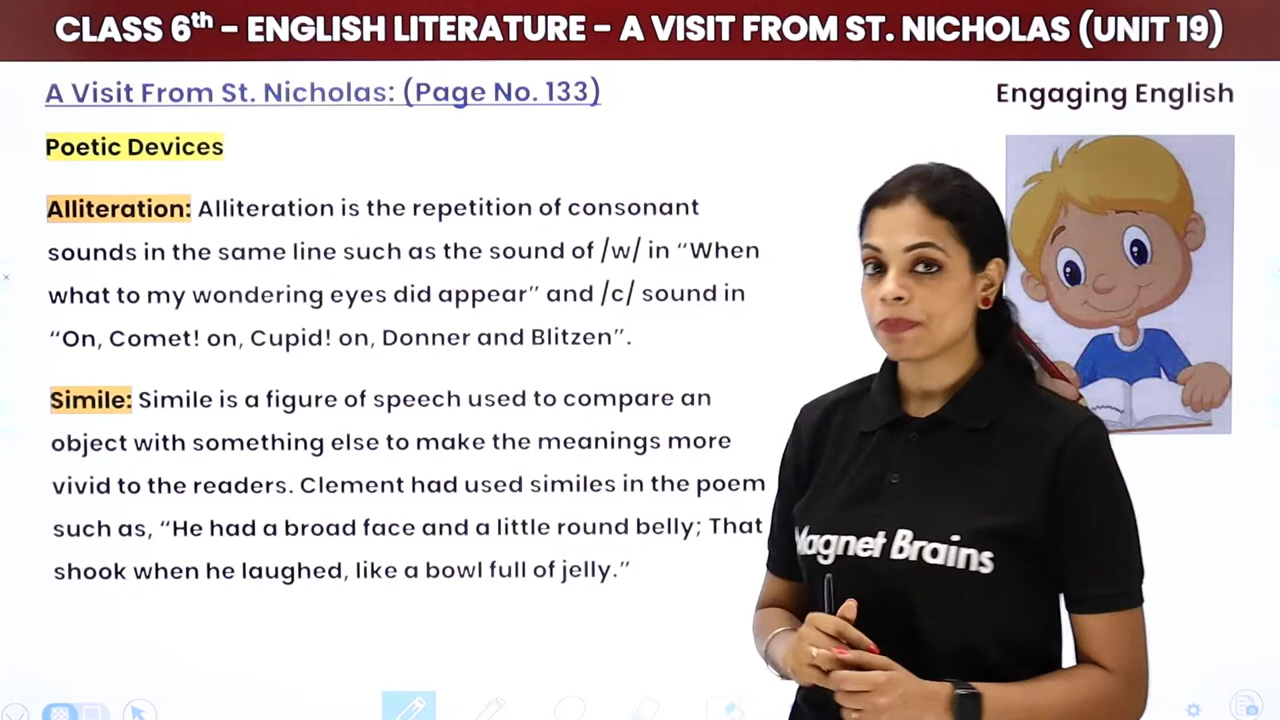 CLASS 6th – ENGLISH LITERATURE – A VISIT FROM ST. NICHOLAS (UNIT 19)
A Visit From St. Nicholas: (Page No. 133)
Engaging English
Poetic Devices
Alliteration: Alliteration is the repetition of consonant
sounds in the same line such as the sound of /w/ in “When
what to my wondering eyes did appear” and /c/ sound in
“On, Comet! on, Cupid! on, Donner and Blitzen”.
Simile: Simile is a figure of speech used to compare an
object with something else to make the meanings more
vivid to the readers. Clement had used similes in the poem
such as, “He had a broad face and a little round belly; That
shook when he laughed, like a bowl full of jelly.”
Magnet Brains